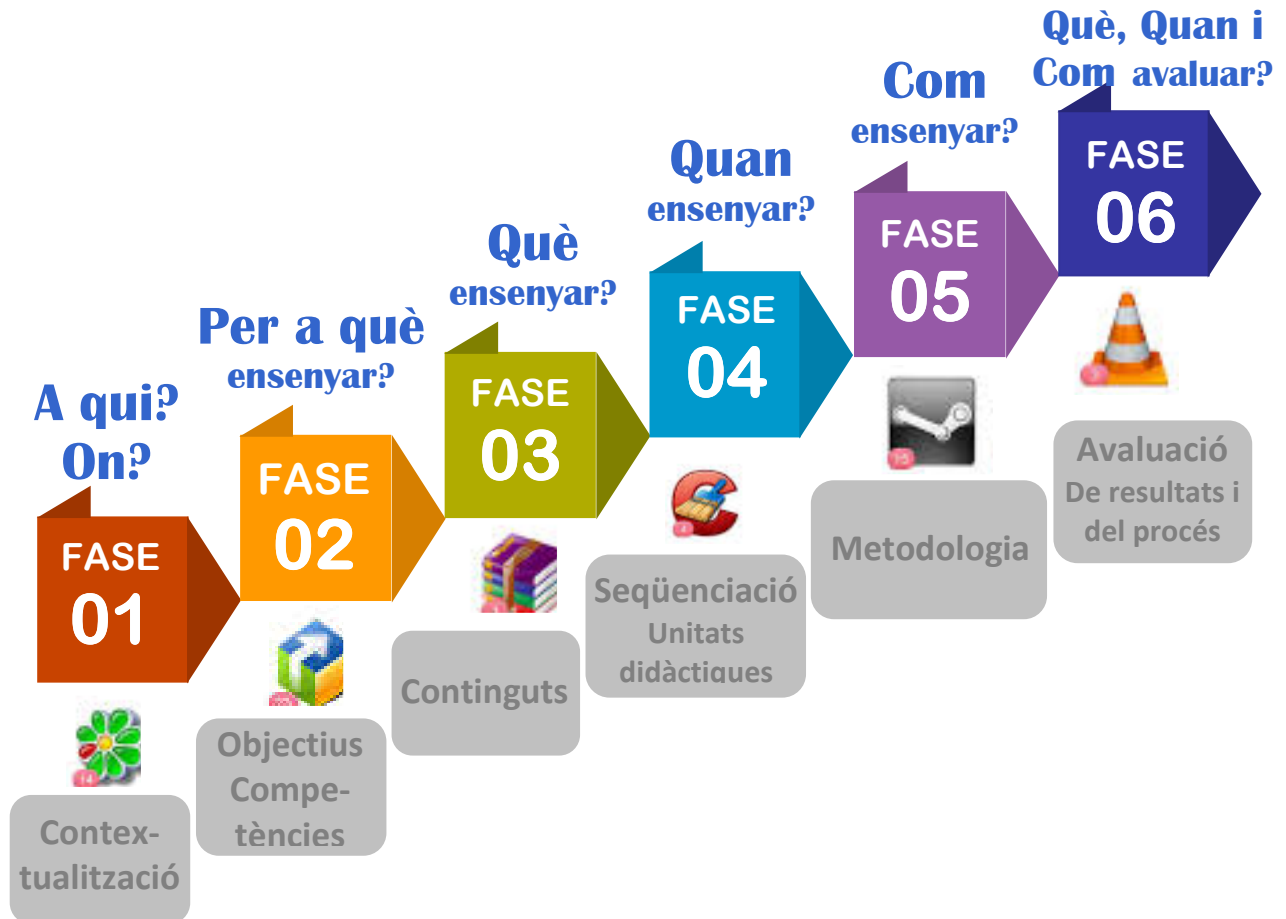 A qui?
On?
FASE
01
Contex-
tualització
Per a què
ensenyar?
FASE
02
Objectius
Compe-
tències
Què
ensenyar?
FASE
03
Continguts
Quan
ensenyar?
FASE
04
Seqüenciació
Unitats
didàctiques
Com
ensenyar?
FASE
05
Metodologia
Què, Quan i
Com avaluar?
FASE
06
Avaluació
De resultats i
del procés